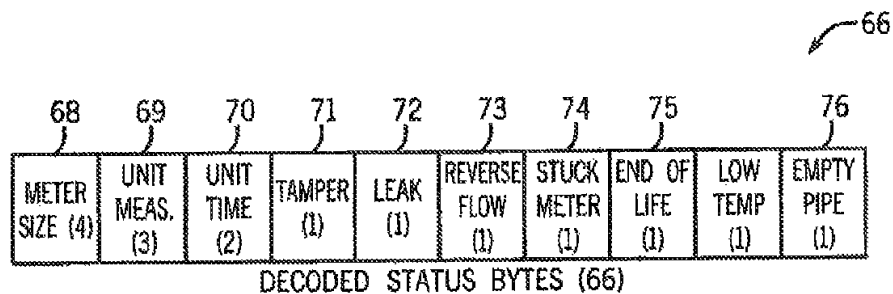 66
68 69 70 71 72 73 74 75 76
METER SIZE (4)
UNIT MEAS. (3)
UNIT TIME (2)
TAMPER (1)
LEAK (1)
REVERSE FLOW (1)
STUCK METER (1)
END OF LIFE (1)
LOW TEMP (1)
EMPTY PIPE (1)
DECODED STATUS BYTES (66)